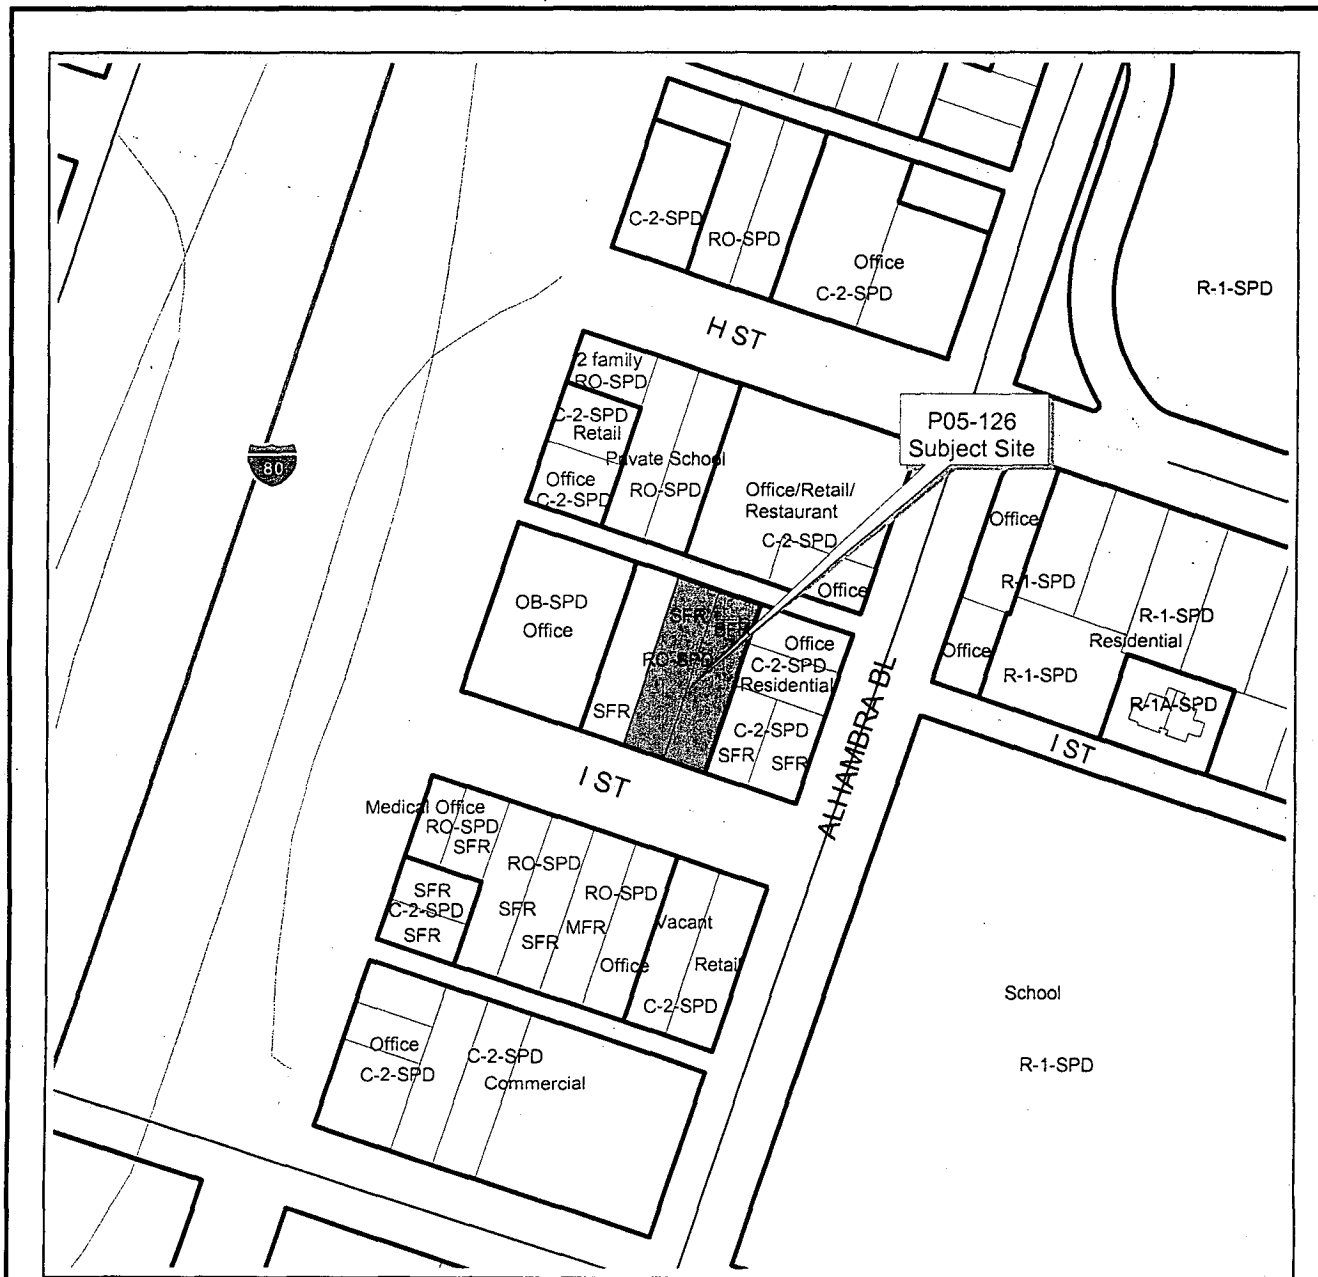 C-2-SPD
RO-SPD
Office
C-2-SPD
R-1-SPD
H ST
2 family
RO-SPD
C-2-SPD
Retail
Private School
Office
C-2-SPD
RO-SPD
Office/Retail/
Restaurant
C-2-SPD
Office
P05-126
Subject Site
80
Office
R-1-SPD
R-1-SPD
Residential
Office
R-1-SPD
R-1A-SPD
I ST
OB-SPD
Office
SFR
SFR
RO-SPD
SFR
Office
C-2-SPD
Residential
C-2-SPD
SFR
SFR
ALHAMBRA BL
I ST
Medical Office
RO-SPD
SFR
RO-SPD
RO-SPD
SFR
C-2-SPD
SFR
SFR
SFR
MFR
Vacant
Office
Retail
C-2-SPD
School
R-1-SPD
Office
C-2-SPD
C-2-SPD
Commercial